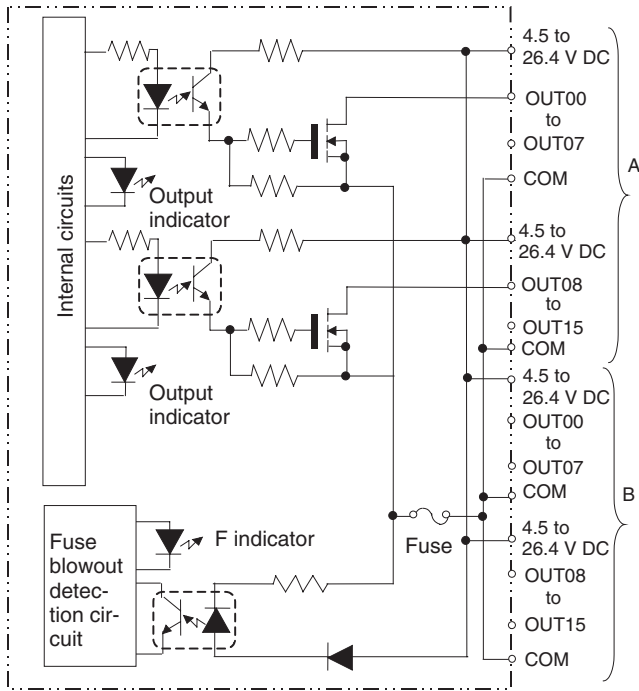 Internal circuits
Output
indicator
Output
indicator
4.5 to
26.4 V DC
OUT00
to
OUT07
COM
4.5 to
26.4 V DC
OUT08
to
OUT15
COM
A
4.5 to
26.4 V DC
OUT00
to
OUT07
COM
4.5 to
26.4 V DC
OUT08
to
OUT15
COM
B
Fuse
F indicator
Fuse
blowout
detec-
tion cir-
cuit